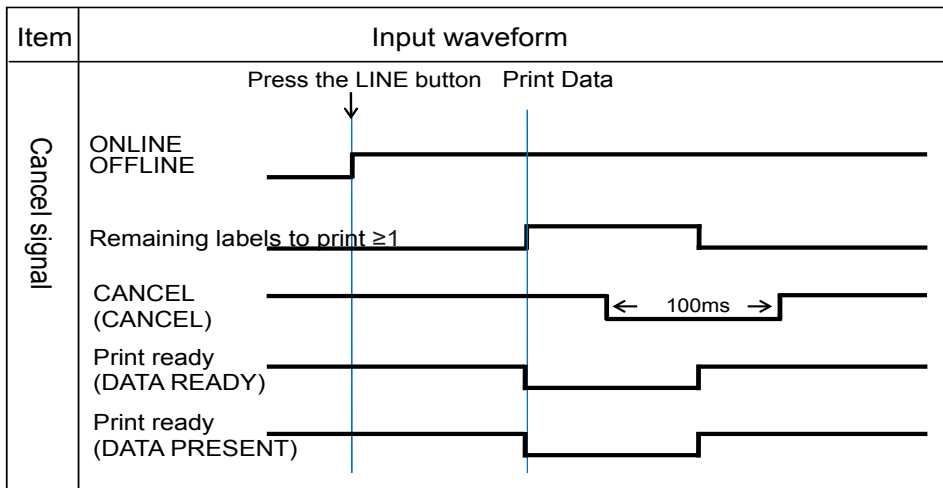 Item
Input waveform
Press the LINE button
Print Data
Cancel signal
ONLINE
OFFLINE
Remaining labels to print ≥1
CANCEL
(CANCEL)
100ms
Print ready
(DATA READY)
Print ready
(DATA PRESENT)